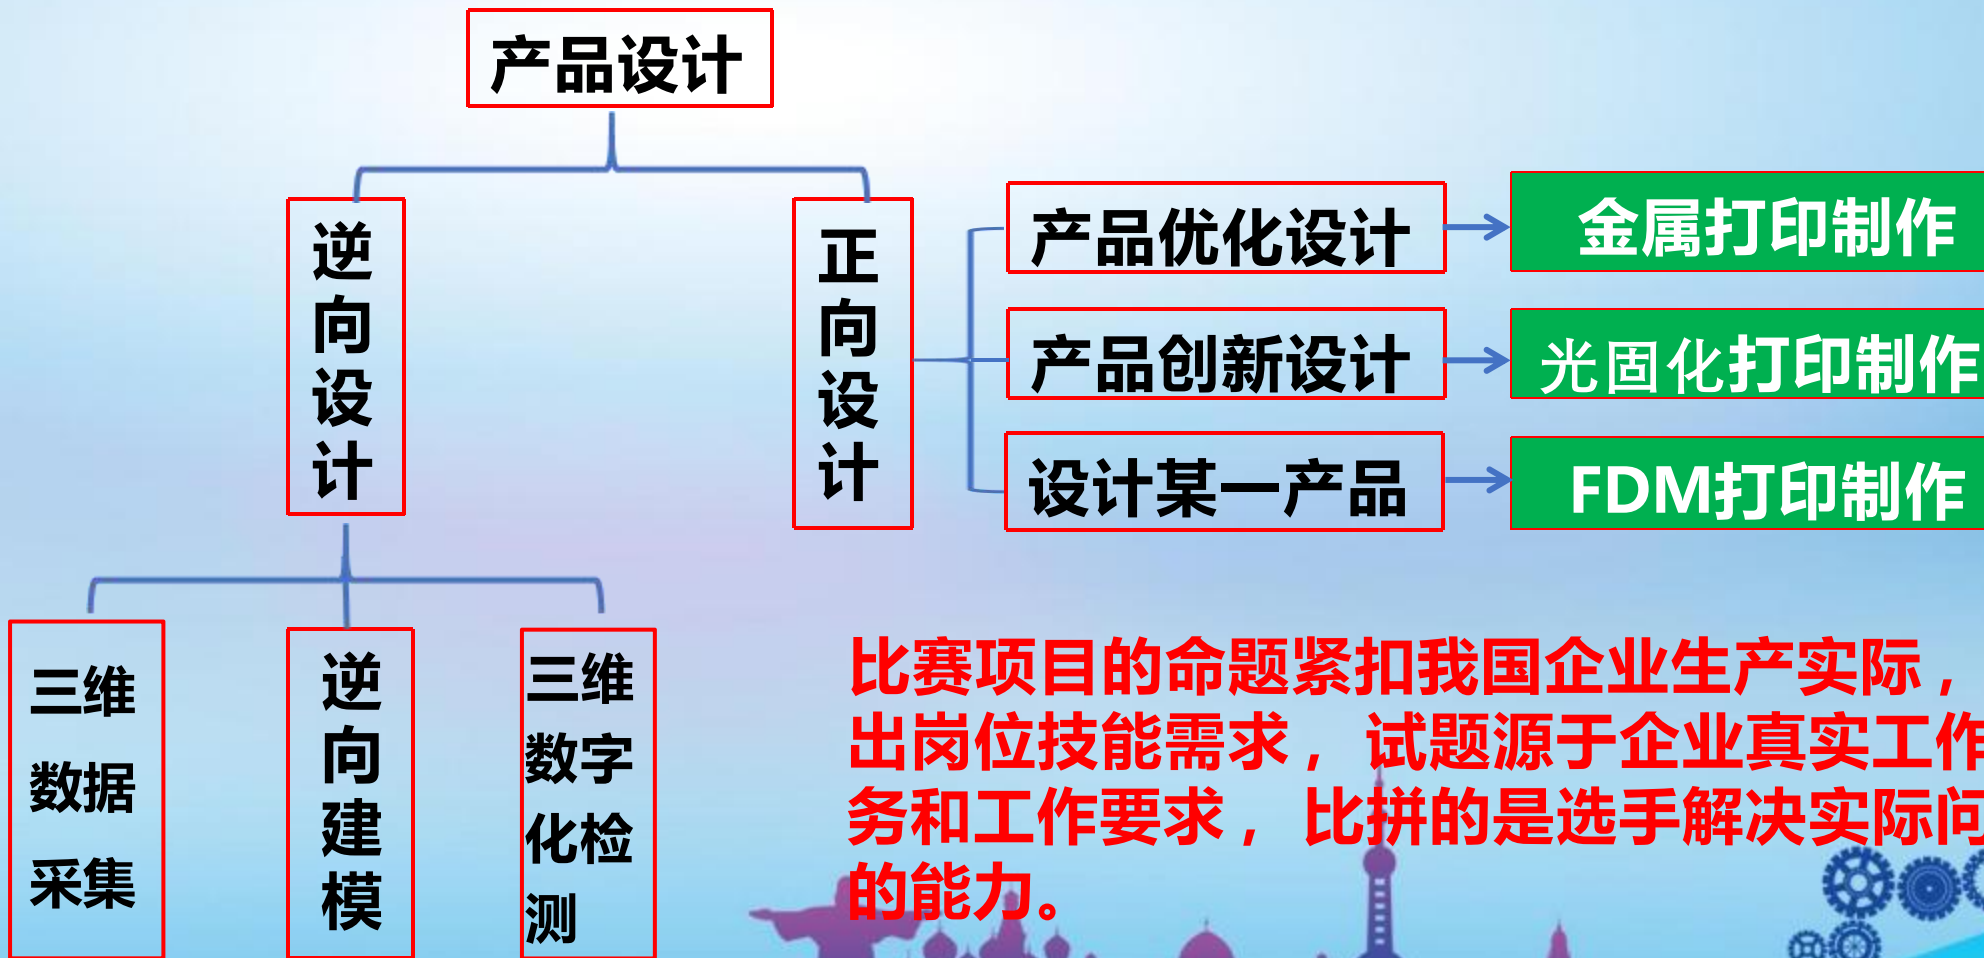 产品设计
逆向设计
正向设计
产品优化设计
金属打印制作
产品创新设计
光固化打印制作
设计某一产品
FDM打印制作
三维
数据
采集
逆向建模
三维
数字
化检
测
比赛项目的命题紧扣我国企业生产实际，
出岗位技能需求，试题源于企业真实工作
务和工作要求，比拼的是选手解决实际问
的能力。